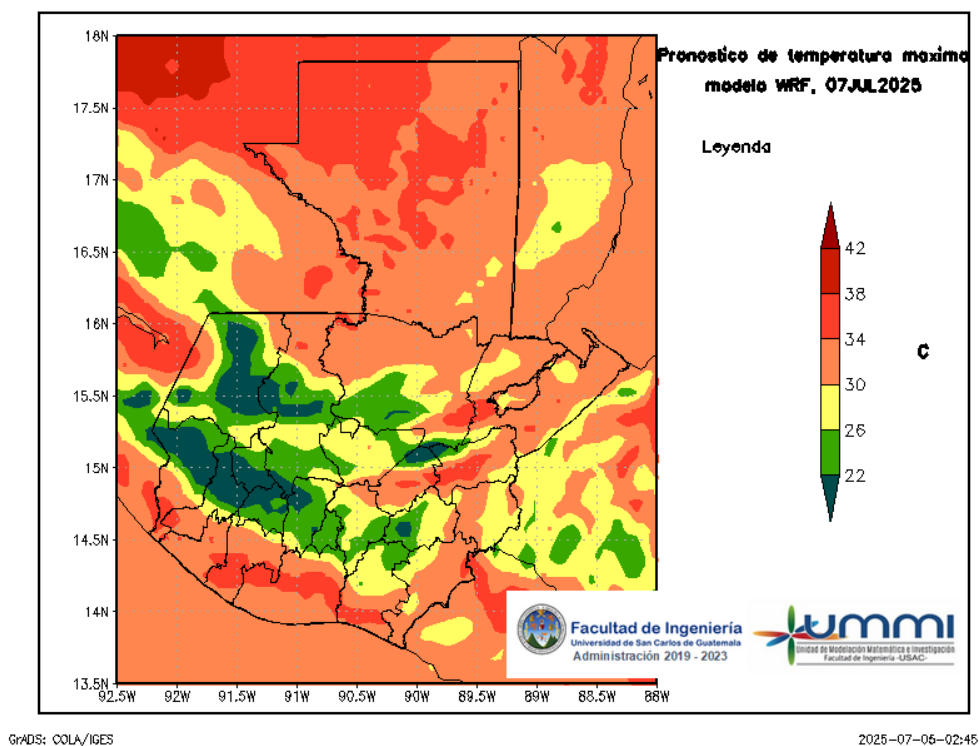 Pronostico de temperatura maxima
modelo WRF, 07JUL2025
Leyenda
42
38
34
30
26
22
C
18N
17.5N
17N
16.5N
16N
15.5N
15N
14.5N
14N
13.5N
92.5W 92W 91.5W 91W 90.5W 90W 89.5W 89W 88.5W 88W
Facultad de Ingeniería
Universidad de San Carlos de Guatemala
Administración 2019 - 2023
ummi
Unidad de Modelación Matemática e Investigación
Facultad de Ingeniería -USAC-
GrADS: COLA/IGES
2025-07-06-02:45